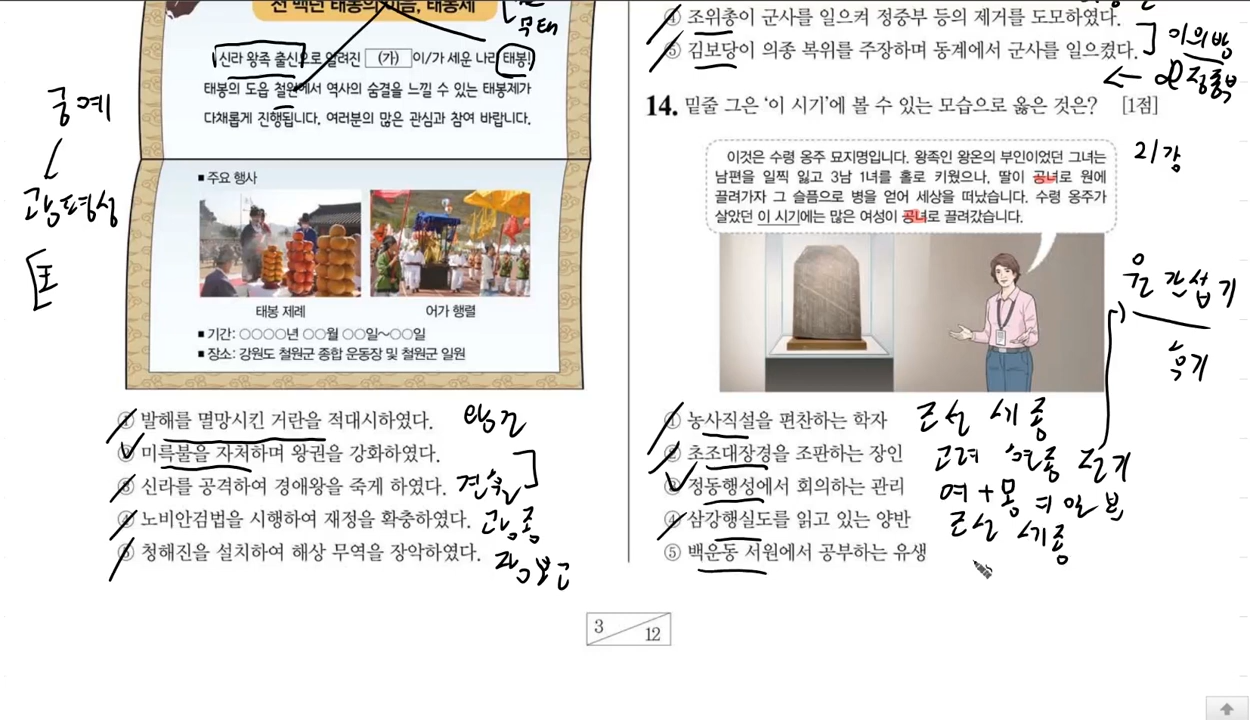 전 백년 태봉의 마음, 태봉제
무태
신라 왕족 출신으로 알려진 (가) 이/가 세운 나라 태봉!
태봉의 도읍 철원에서 역사의 숨결을 느낄 수 있는 태봉제가
다채롭게 진행됩니다. 여러분의 많은 관심과 참여 바랍니다.
궁예
광평성
■ 주요 행사
태봉 제례
어가 행렬
■ 기간: ○○○○년 ○○월 ○○일~○○일
■ 장소: 강원도 철원군 종합 운동장 및 철원군 일원
① 발해를 멸망시킨 거란을 적대시하였다. 왕건
② 미륵불을 자처하며 왕권을 강화하였다.
③ 신라를 공격하여 경애왕을 죽게 하였다. 견훤
④ 노비안검법을 시행하여 재정을 확충하였다. 광종
⑤ 청해진을 설치하여 해상 무역을 장악하였다. 장보고
④ 조위총이 군사를 일으켜 정중부 등의 제거를 도모하였다.
⑤ 김보당이 의종 복위를 주장하며 동계에서 군사를 일으켰다.
이의방
정중부
14. 밑줄 그은 '이 시기'에 볼 수 있는 모습으로 옳은 것은? [1점]
이것은 수령 옹주 묘지명입니다. 왕족인 왕온의 부인이었던 그녀는
남편을 일찍 잃고 3남 1녀를 홀로 키웠으나, 딸이 공녀로 원에
끌려가자 그 슬픔으로 병을 얻어 세상을 떠났습니다. 수령 옹주가
살았던 이 시기에는 많은 여성이 공녀로 끌려갔습니다.
21강
원 간섭기
후기
① 농사직설을 편찬하는 학자 조선 세종
② 초조대장경을 조판하는 장인 고려 현종 전기
③ 정동행성에서 회의하는 관리 여+몽 일본
④ 삼강행실도를 읽고 있는 양반 조선 세종
⑤ 백운동 서원에서 공부하는 유생
3 12